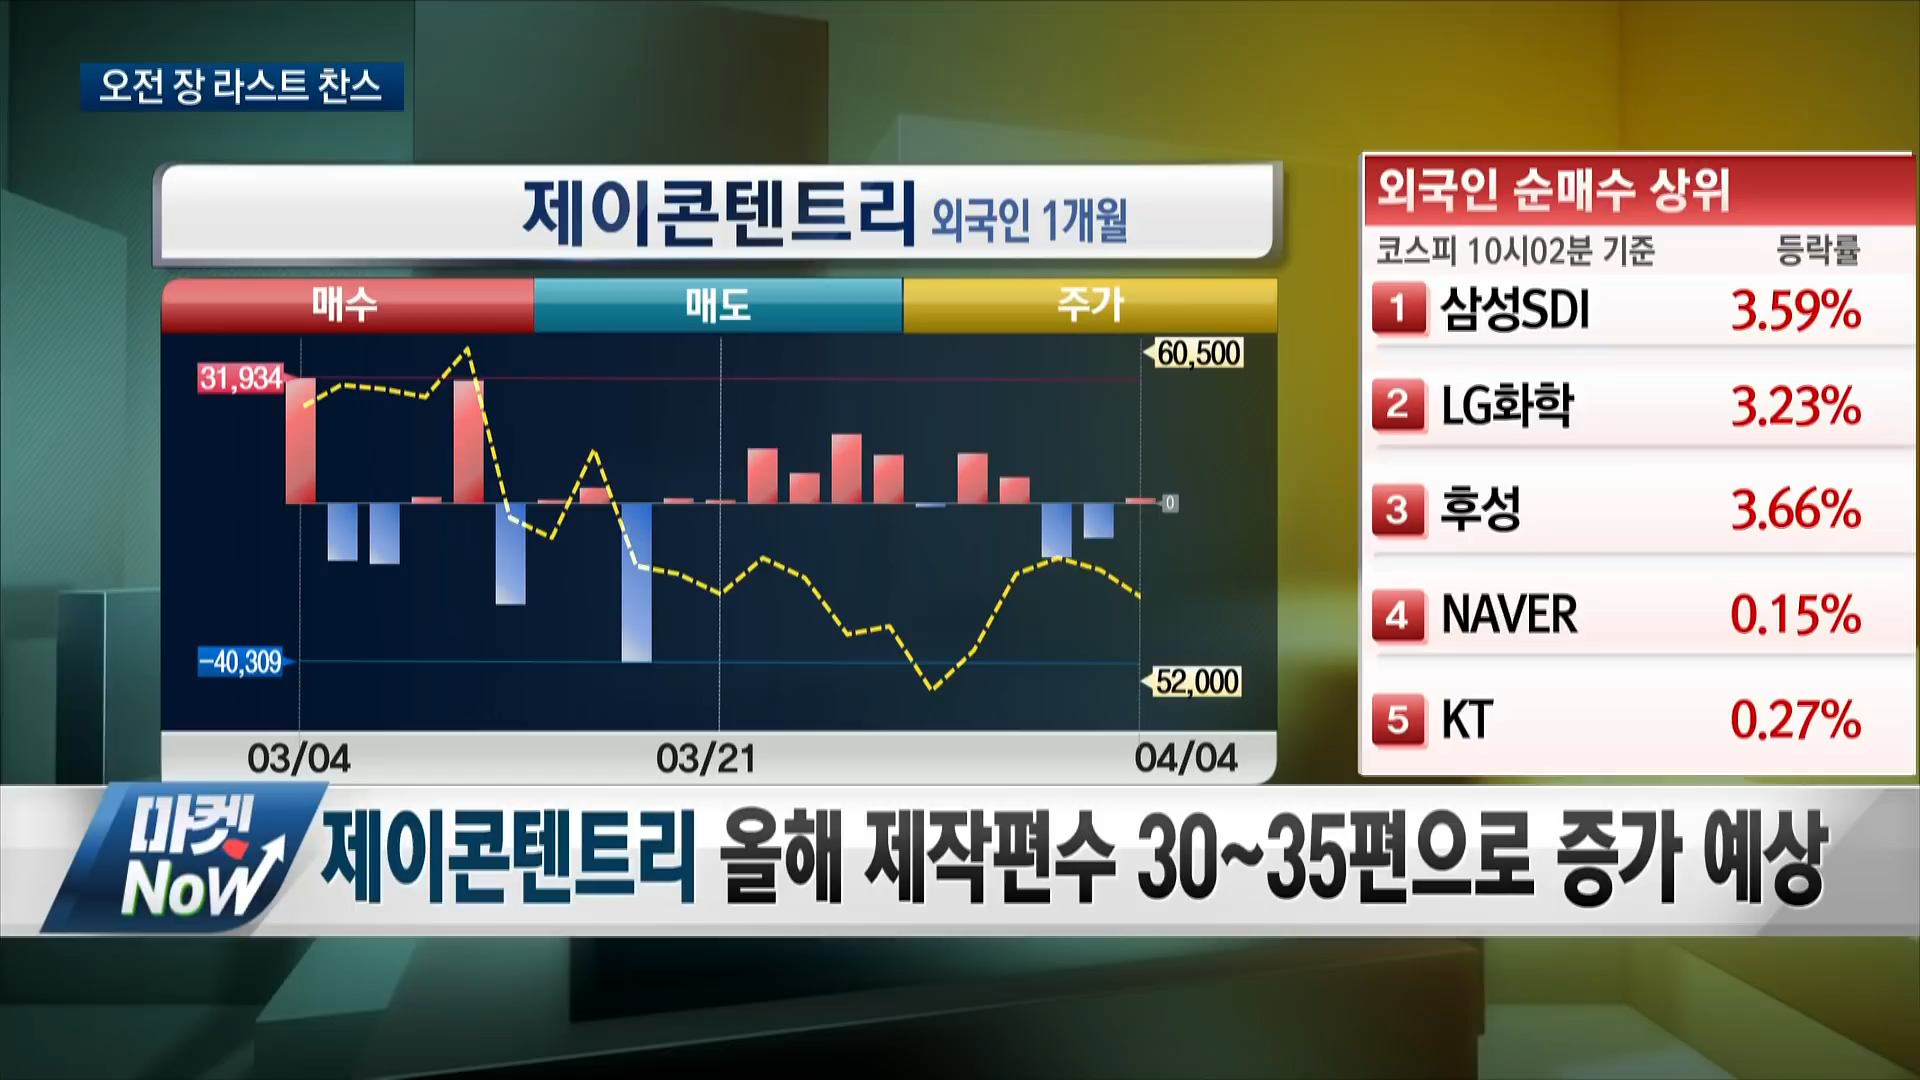 오전 장 라스트 찬스
제이콘텐트리 외국인 1개월
매수 매도 주가
31,934
60,500
0
-40,309
52,000
03/04 03/21 04/04
외국인 순매수 상위
코스피 10시02분 기준 등락률
1 삼성SDI 3.59%
2 LG화학 3.23%
3 후성 3.66%
4 NAVER 0.15%
5 KT 0.27%
마켓
NOW
제이콘텐트리 올해 제작편수 30~35편으로 증가 예상